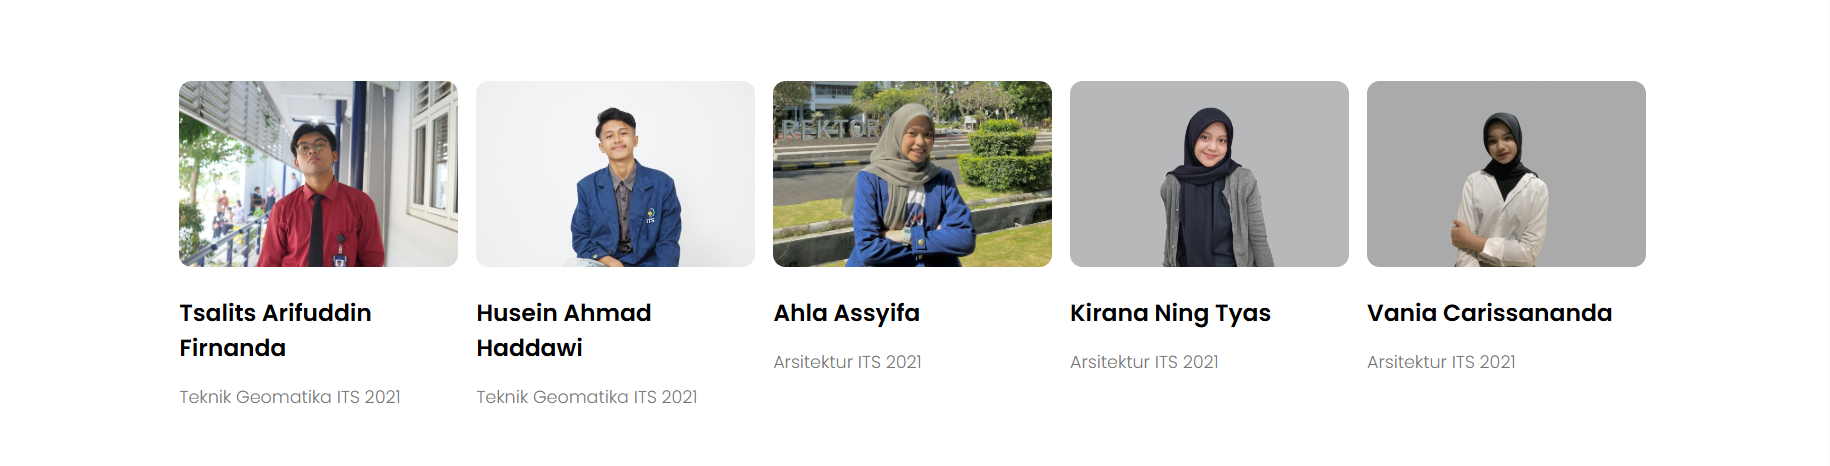 REKTOR
ITS
Tsalits Arifuddin
Firnanda
Teknik Geomatika ITS 2021
Husein Ahmad
Haddawi
Teknik Geomatika ITS 2021
Ahla Assyifa
Arsitektur ITS 2021
Kirana Ning Tyas
Arsitektur ITS 2021
Vania Carissananda
Arsitektur ITS 2021